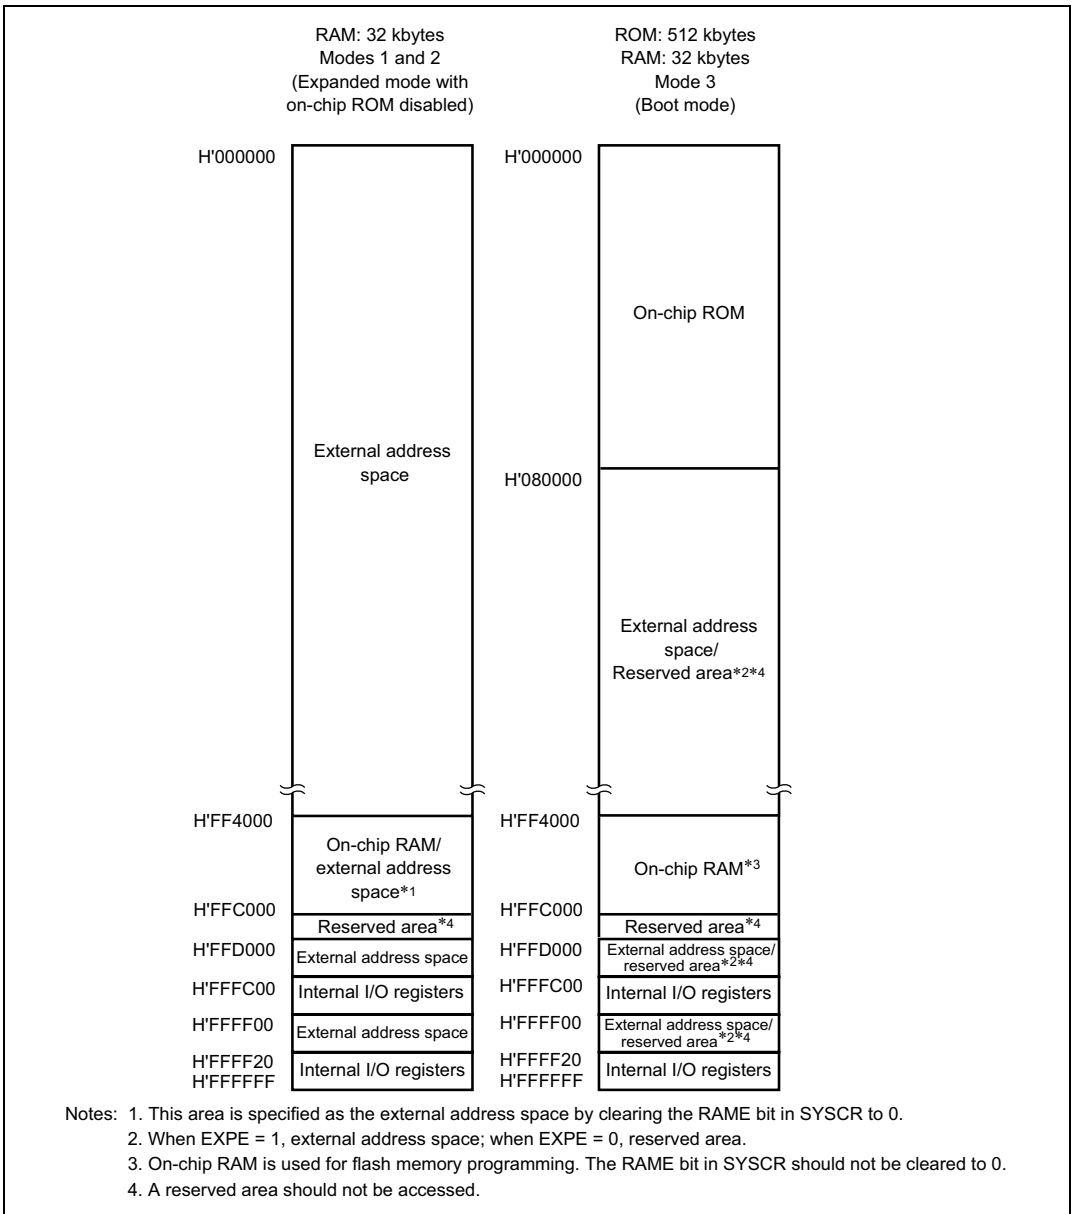 RAM: 32 kbytes
Modes 1 and 2
(Expanded mode with
on-chip ROM disabled)
H'000000
External address
space
H'FF4000
On-chip RAM/
external address
space*1
H'FFC000
Reserved area*4
H'FFD000
External address space
H'FFFC00
Internal I/O registers
H'FFFF00
External address space
H'FFFF20
Internal I/O registers
H'FFFFFF
ROM: 512 kbytes
RAM: 32 kbytes
Mode 3
(Boot mode)
H'000000
On-chip ROM
H'080000
External address
space/
Reserved area*2*4
H'FF4000
On-chip RAM*3
H'FFC000
Reserved area*4
H'FFD000
External address space/
reserved area*2*4
H'FFFC00
Internal I/O registers
H'FFFF00
External address space/
reserved area*2*4
H'FFFF20
Internal I/O registers
H'FFFFFF
Notes: 1. This area is specified as the external address space by clearing the RAME bit in SYSCR to 0.
2. When EXPE = 1, external address space; when EXPE = 0, reserved area.
3. On-chip RAM is used for flash memory programming. The RAME bit in SYSCR should not be cleared to 0.
4. A reserved area should not be accessed.